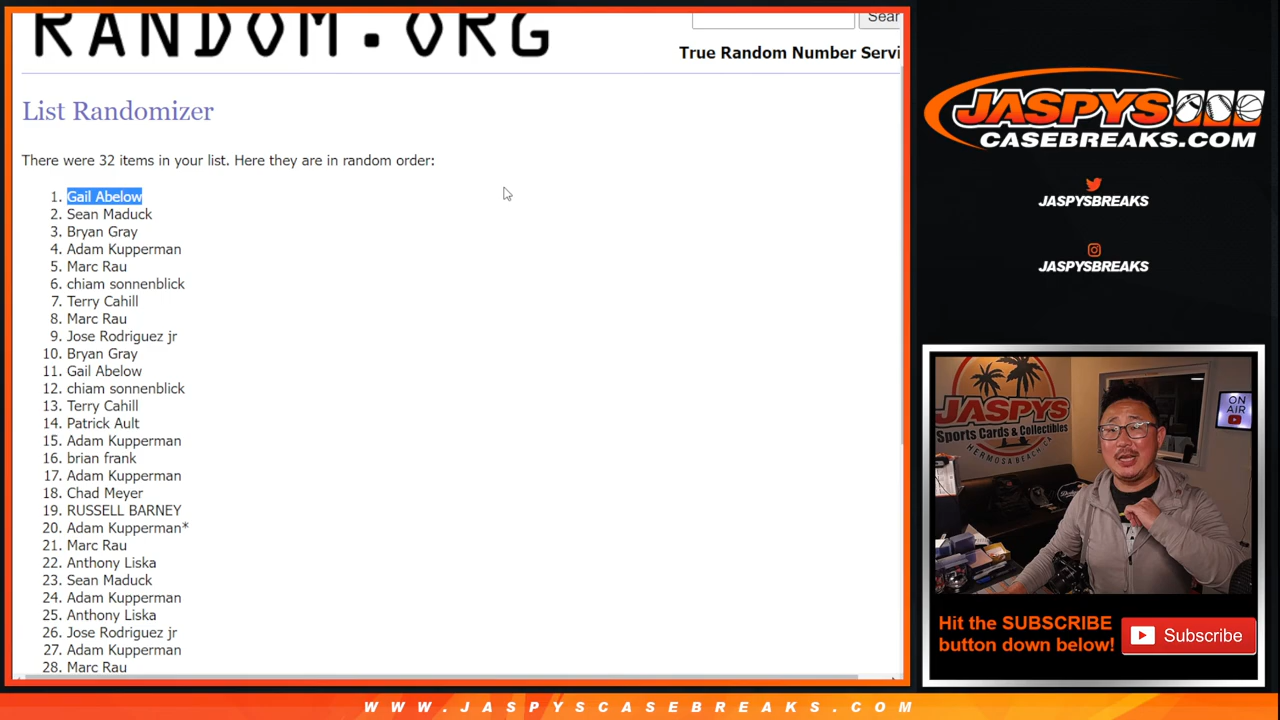 RANDOM.ORG
Sear
True Random Number Servi
List Randomizer
There were 32 items in your list. Here they are in random order:
1. Gail Abelow
2. Sean Maduck
3. Bryan Gray
4. Adam Kupperman
5. Marc Rau
6. chiam sonnenblick
7. Terry Cahill
8. Marc Rau
9. Jose Rodriguez jr
10. Bryan Gray
11. Gail Abelow
12. chiam sonnenblick
13. Terry Cahill
14. Patrick Ault
15. Adam Kupperman
16. brian frank
17. Adam Kupperman
18. Chad Meyer
19. RUSSELL BARNEY
20. Adam Kupperman*
21. Marc Rau
22. Anthony Liska
23. Sean Maduck
24. Adam Kupperman
25. Anthony Liska
26. Jose Rodriguez jr
27. Adam Kupperman
28. Marc Rau
JASPYS
CASEBREAKS.COM
JASPYSBREAKS
JASPYSBREAKS
JASPYS
Sports Cards & Collectibles
HERMOSA BEACH CA
ON
AIR
Hit the SUBSCRIBE
button down below!
Subscribe
WWW.JASPYSCASEBREAKS.COM